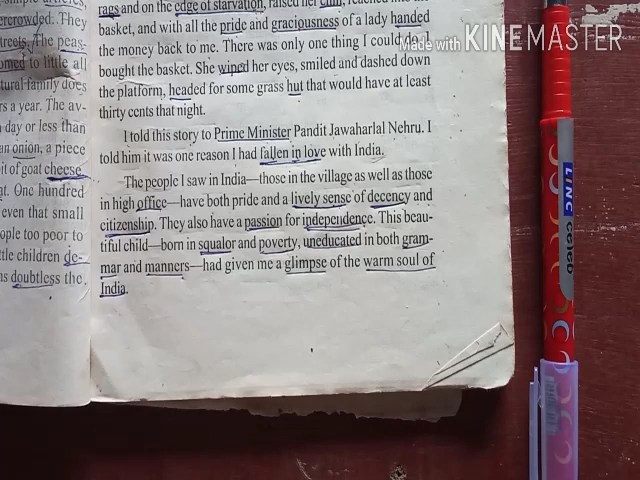 ercrowded. They
treets. The peas-
omed to little all
tural family does
rs a year. The av-
a day or less than
an onion, a piece
bit of goat cheese,
nt. One hundred
even that small
ople too poor to
ttle children de-
as doubtless the
rags and on the edge of starvation, raised her
basket, and with all the pride and graciousness of a lady handed
the money back to me. There was only one thing I could do. I
bought the basket. She wiped her eyes, smiled and dashed down
the platform, headed for some grass hut that would have at least
thirty cents that night.
I told this story to Prime Minister Pandit Jawaharlal Nehru. I
told him it was one reason I had fallen in love with India.
The people I saw in India—those in the village as well as those
in high office—have both pride and a lively sense of decency and
citizenship. They also have a passion for independence. This beau-
tiful child—born in squalor and poverty, uneducated in both gram-
mar and manners—had given me a glimpse of the warm soul of
India.
Made With KINEMASTER
LINC